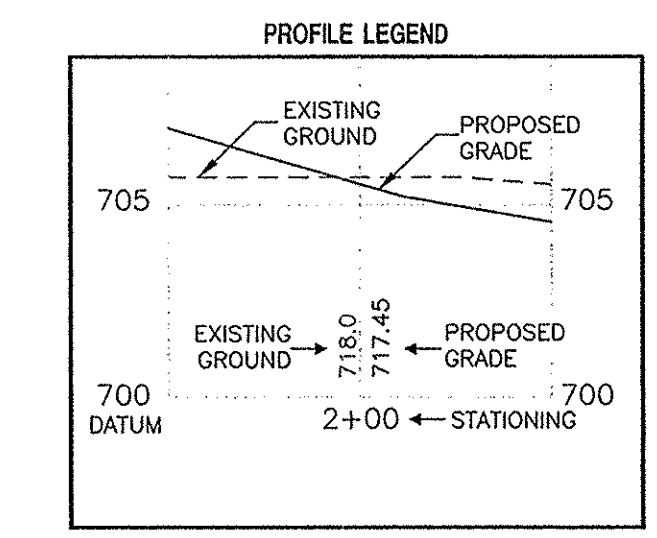 PROFILE LEGEND
EXISTING
GROUND
PROPOSED
GRADE
705
705
EXISTING
GROUND
718.0
717.45
PROPOSED
GRADE
700
700
DATUM
2+00
STATIONING